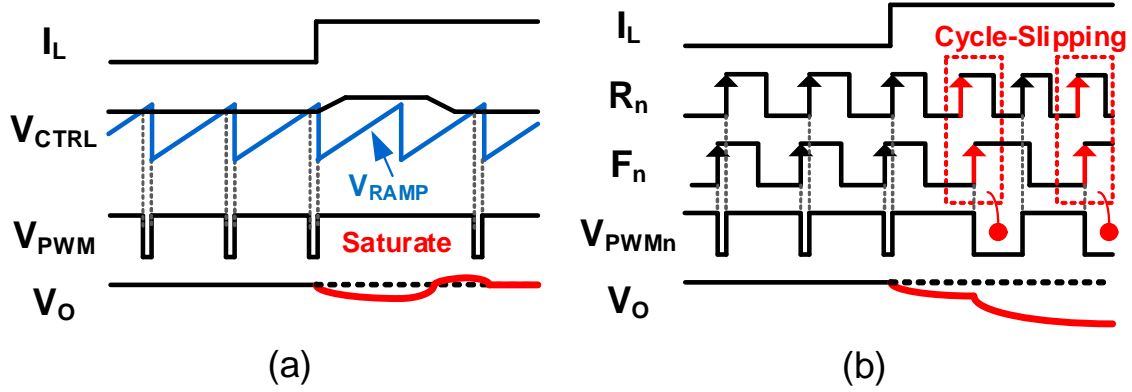 I_L
V_CTRL
V_RAMP
V_PWM
Saturate
V_O
(a)
I_L
Cycle-Slipping
R_n
F_n
V_PWMn
V_O
(b)